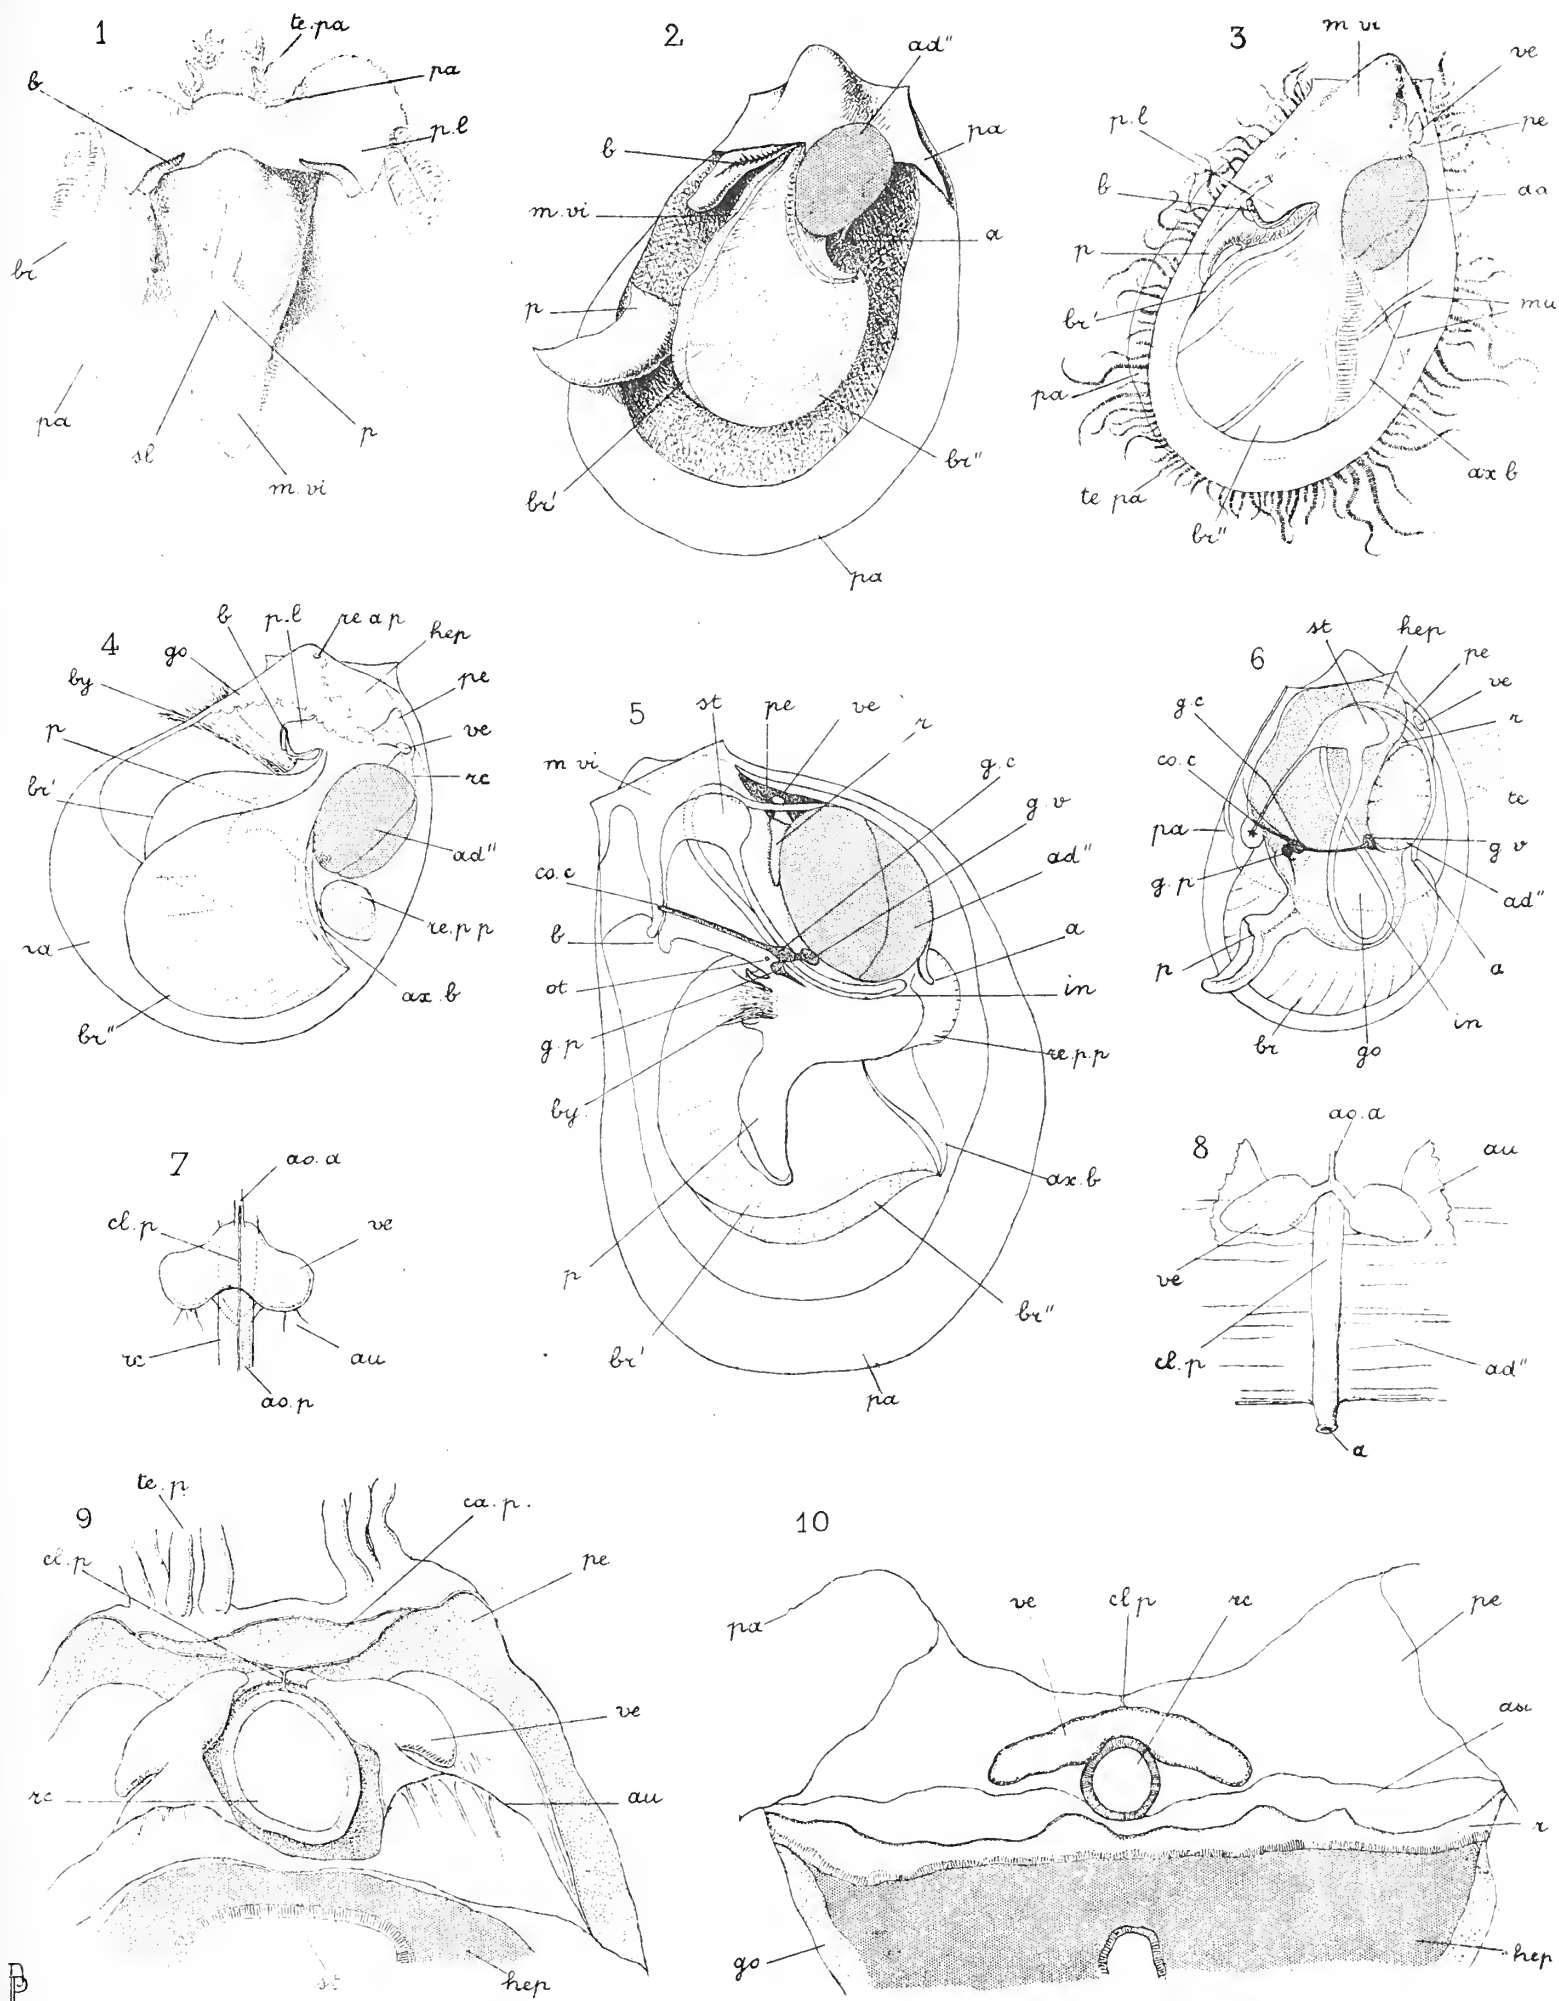 1
te.pa
pa
b
p.l
br
pa
sl
p
m.vi
2
ad"
pa
b
m.vi
a
p
br"
br'
pa
3
m vi
ve
pe
p.l
b
p
br'
mu
pa
ax b
te pa
br"
4
b
p.l
re a p
go
hep
by
pe
p
ve
br'
rc
ad"
re.p p
ax.b
br"
5
st
pe
ve
r
m vi
g.c
g.v
co.c
ad"
b
a
ot
in
g.p
re.p.p
by.
ax.b
p
br"
br'
pa
6
st
hep
pe
ve
g.c
r
co.c
te
pa
g v
g.p
ad"
p
a
in
br
go
7
ao.a
cl.p
ve
rc
au
ao.p
8
ao.a
au
ve
cl.p
ad"
a
9
te.p
ca.p.
cl.p
pe
ve
rc
au
st
hep
10
pa
ve
cl p
rc
pe
r
go
hep